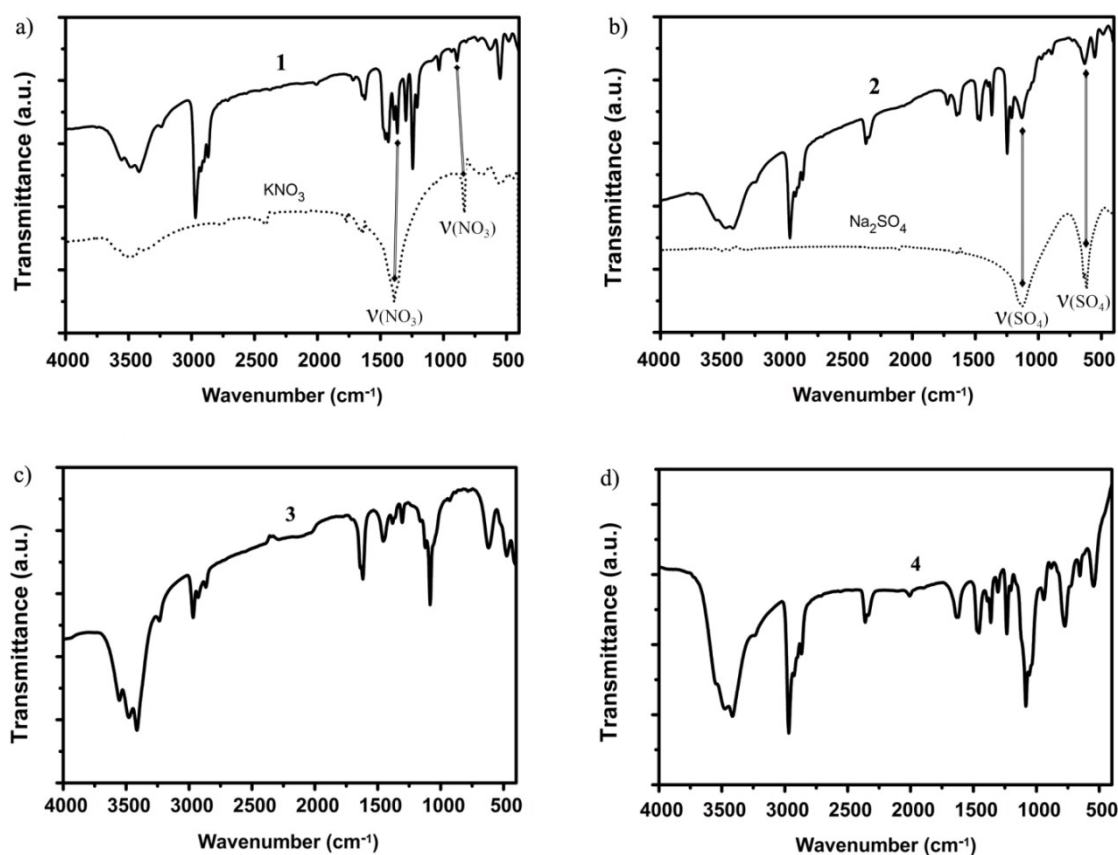 a)
1
KNO₃
ν(NO₃)
ν(NO₃)
Transmittance (a.u.)
4000 3500 3000 2500 2000 1500 1000 500
Wavenumber (cm⁻¹)
b)
2
Na₂SO₄
ν(SO₄)
ν(SO₄)
Transmittance (a.u.)
4000 3500 3000 2500 2000 1500 1000 500
Wavenumber (cm⁻¹)
c)
3
Transmittance (a.u.)
4000 3500 3000 2500 2000 1500 1000 500
Wavenumber (cm⁻¹)
d)
4
Transmittance (a.u.)
4000 3500 3000 2500 2000 1500 1000 500
Wavenumber (cm⁻¹)